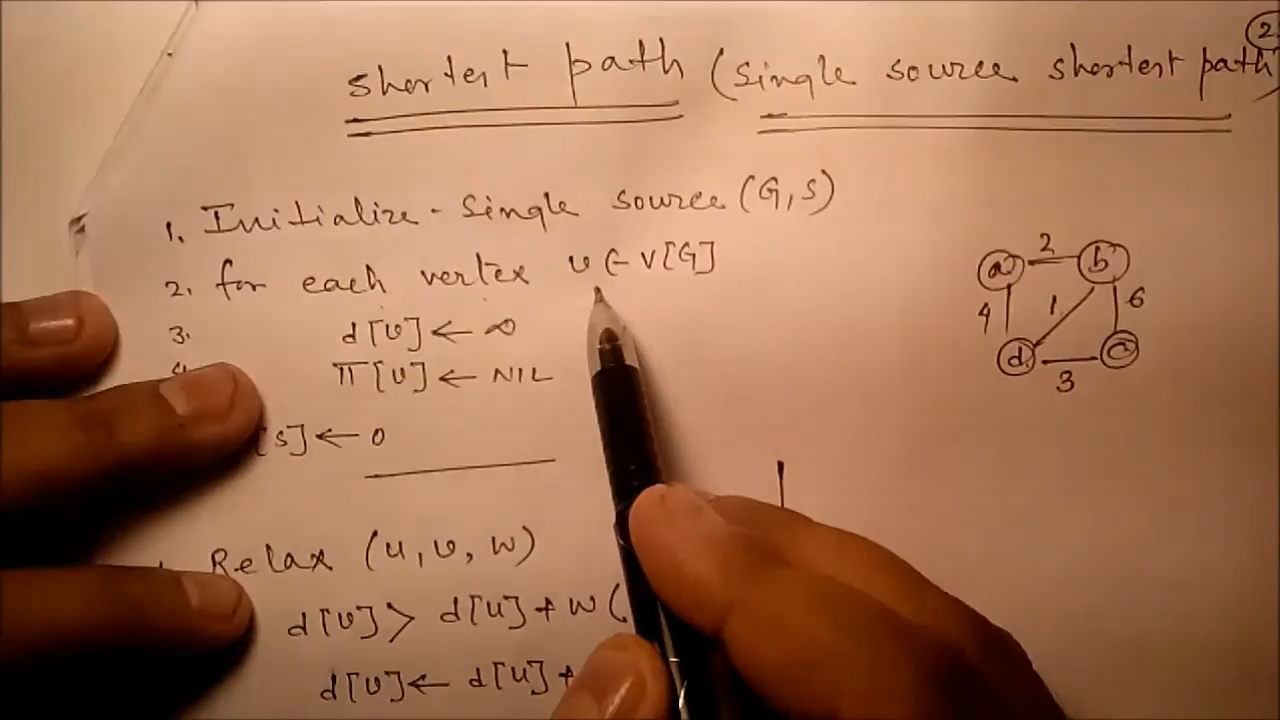 2
shortest path (single source shortest path)
1. Initialize - single source (G, S)
2. for each vertex v ∈ V[G]
3. d[v] ← ∞
4. π[v] ← NIL
[S] ← 0
Relax (u, v, w)
d[v] > d[u] + w(
d[v] ← d[u] +
a 2 b
4 1 6
d 3 c